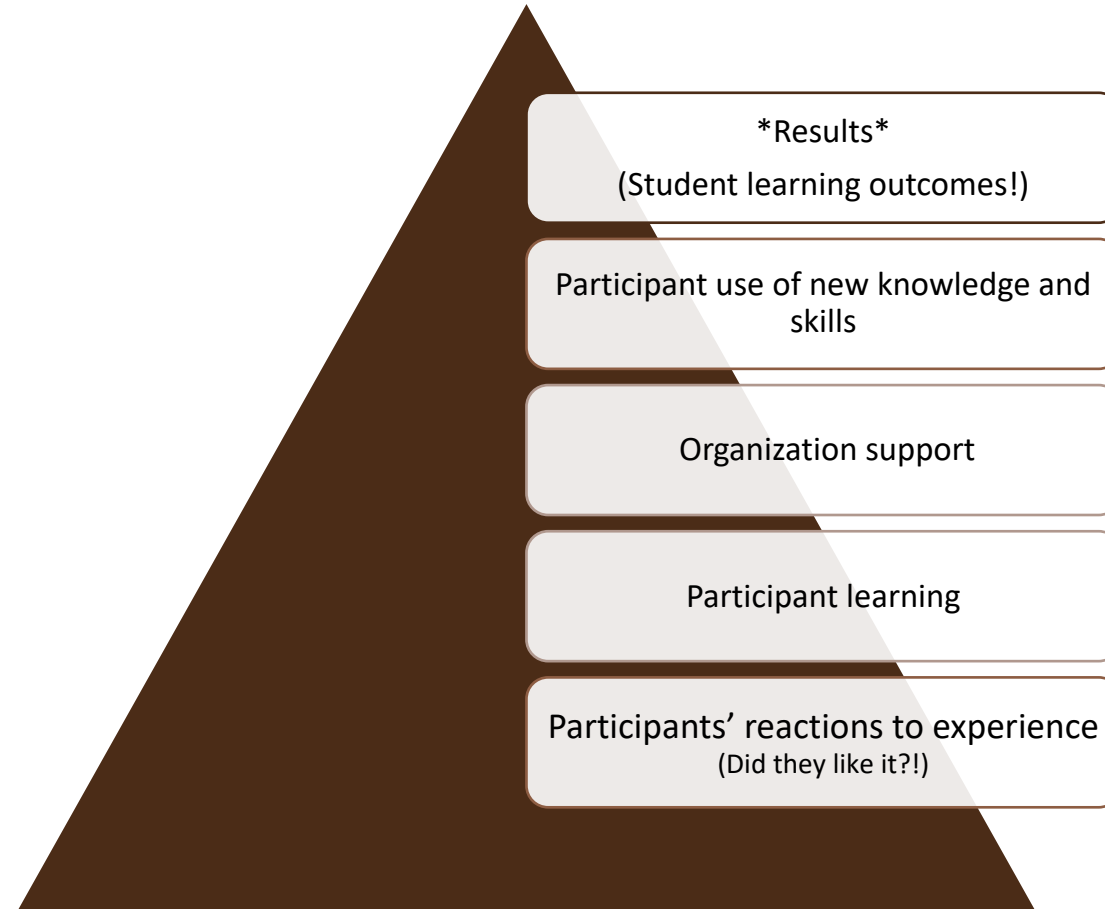 *Results*
(Student learning outcomes!)
Participant use of new knowledge and
skills
Organization support
Participant learning
Participants’ reactions to experience
(Did they like it?!)